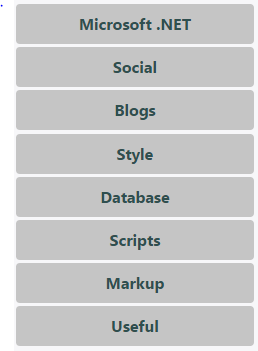 Microsoft .NET
Social
Blogs
Style
Database
Scripts
Markup
Useful